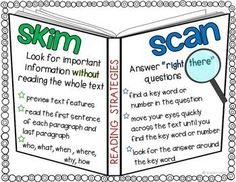 skim
Look for important
information without
reading the whole text
preview text features
read the first sentence
of each paragraph and
last paragraph
who, what, when, where,
why, how
READING STRATEGIES
scan
Answer "right there"
questions
find a key word or
number in the question
move your eyes quickly
across the text until you
find the key word or number
look for the answer around
the key word.